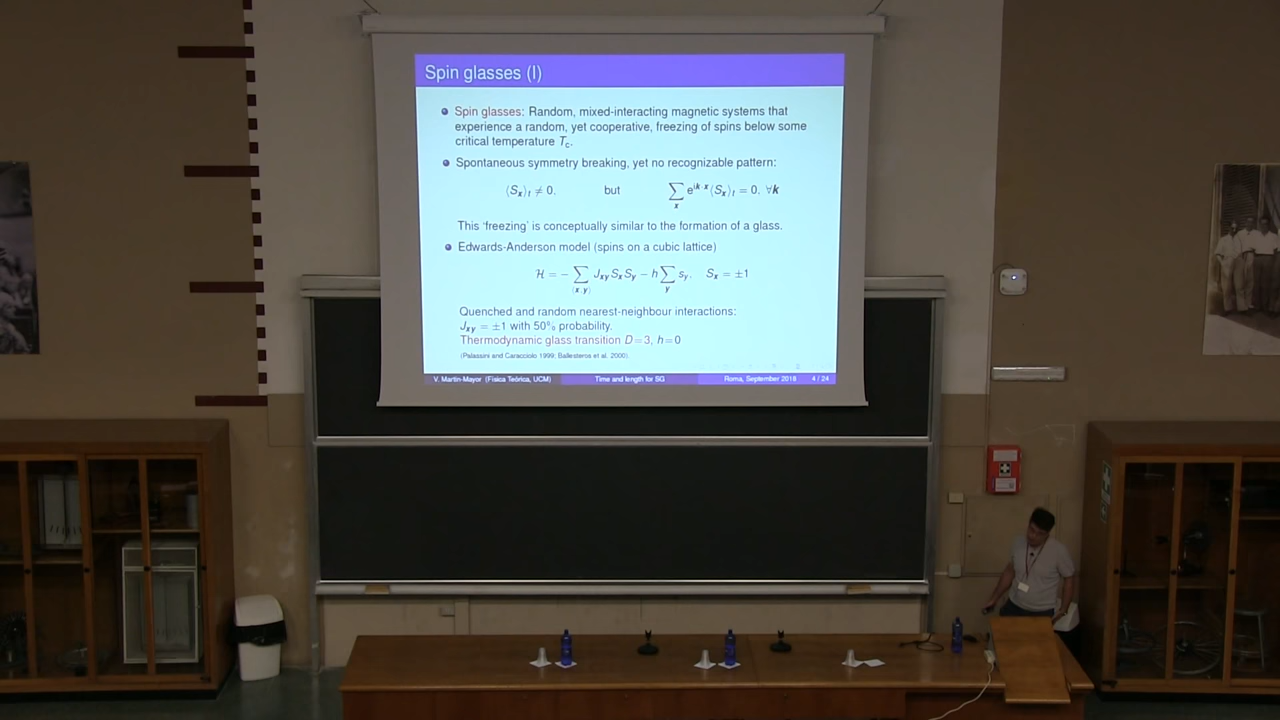 Spin glasses (I)
Spin glasses: Random, mixed-interacting magnetic systems that
experience a random, yet cooperative, freezing of spins below some
critical temperature T_c.
Spontaneous symmetry breaking, yet no recognizable pattern:
⟨S_x⟩_t ≠ 0, but ∑_x e^{ik·x}⟨S_x⟩_t = 0, ∀k
This 'freezing' is conceptually similar to the formation of a glass.
Edwards-Anderson model (spins on a cubic lattice)
H = −∑_{⟨x,y⟩} J_{xy} S_x S_y − h∑_y s_y, S_x = ±1
Quenched and random nearest-neighbour interactions:
J_{xy} = ±1 with 50% probability.
Thermodynamic glass transition D=3, h=0
(Palassini and Caracciolo 1999; Ballesteros et al. 2000).
V. Martin-Mayor (Física Teórica, UCM) Time and length for SG Roma, September 2018 4 / 24